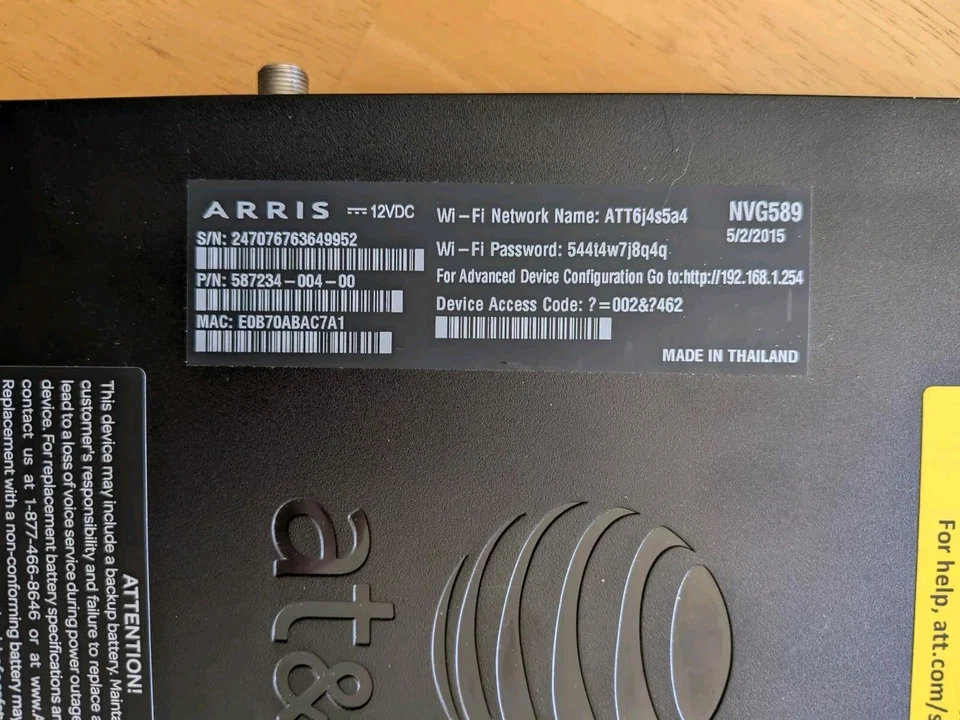 ARRIS 12VDC
S/N: 247076763649952
P/N: 587234-004-00
MAC: E0B70ABAC7A1
Wi-Fi Network Name: ATT6j4s5a4
Wi-Fi Password: 544t4w7j8q4q
For Advanced Device Configuration Go to:http://192.168.1.254
Device Access Code: ?=002&?462
NVG589
5/2/2015
MADE IN THAILAND
ATTENTION!
This device may include a backup battery.
customer's responsibility and failure to replace
lead to a loss of voice service during power
device. For replacement battery specifications
contact us at 1-877-466-8646 or at
Replacement with a non-conforming battery may
at&
For help, att.com/s